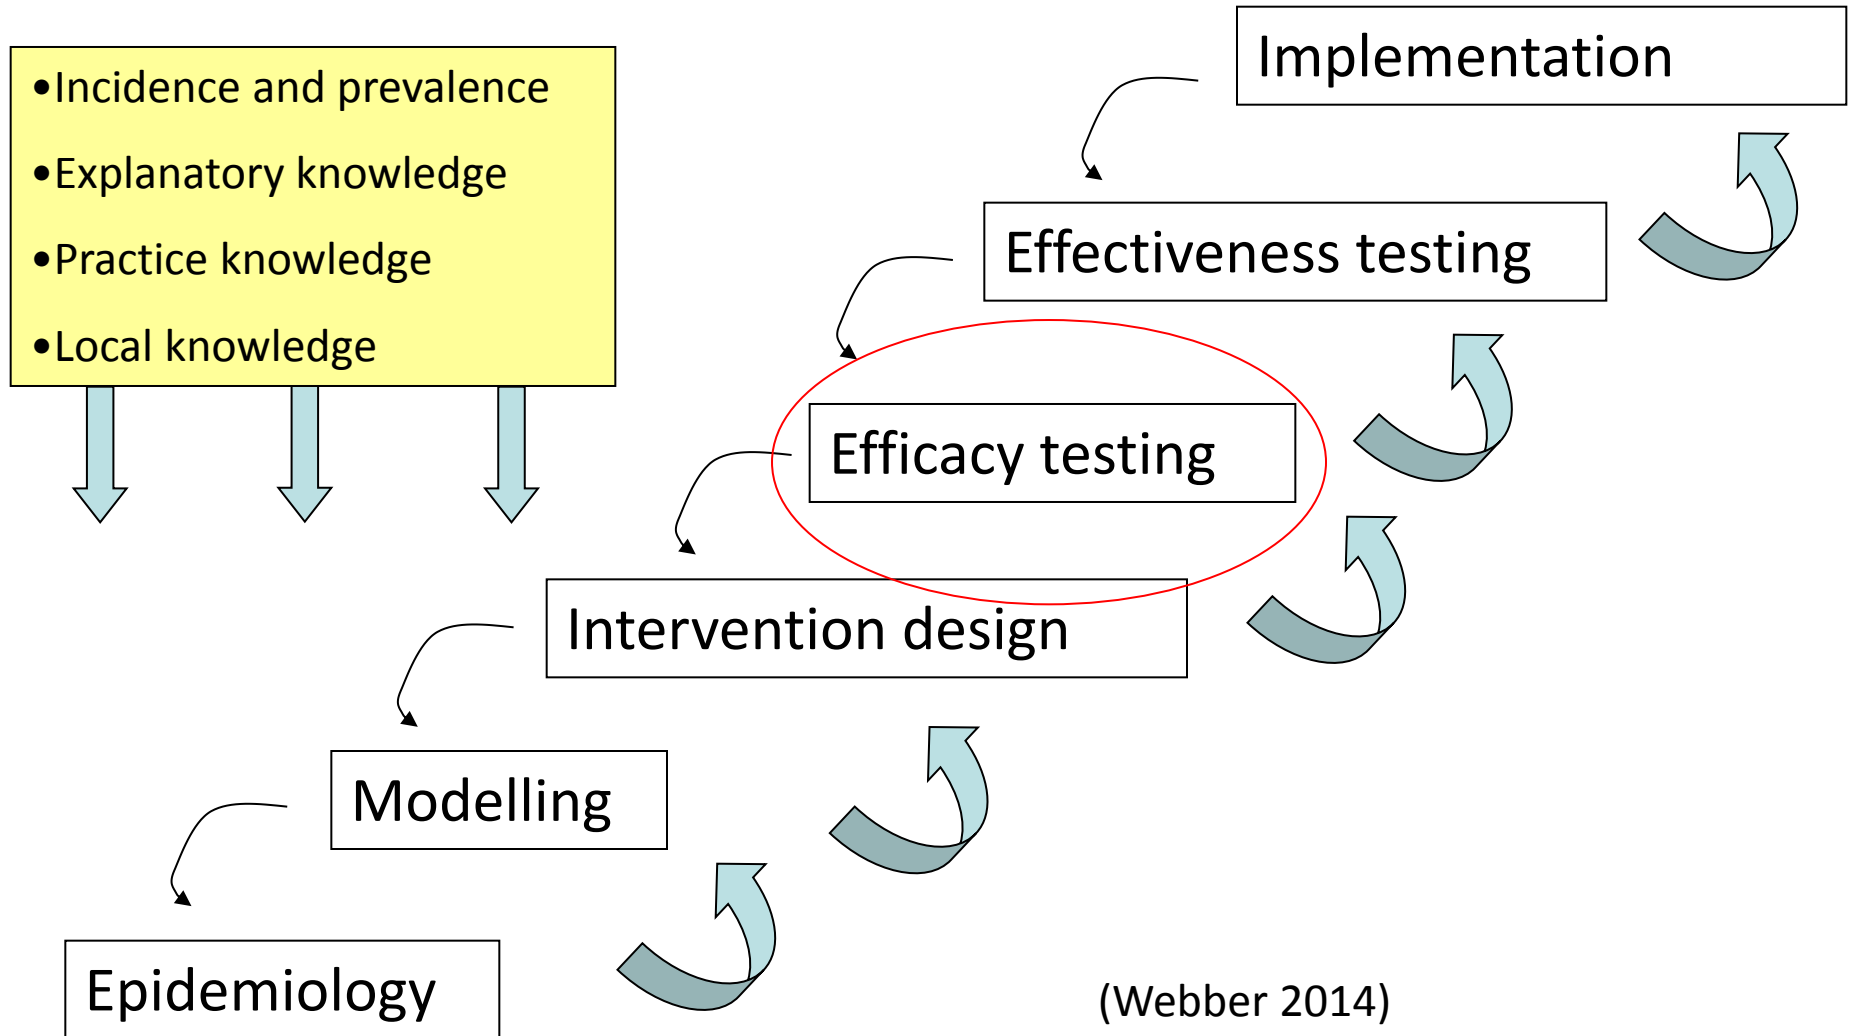 •Incidence and prevalence
•Explanatory knowledge
•Practice knowledge
•Local knowledge
Implementation
Effectiveness testing
Efficacy testing
Intervention design
Modelling
Epidemiology
(Webber 2014)